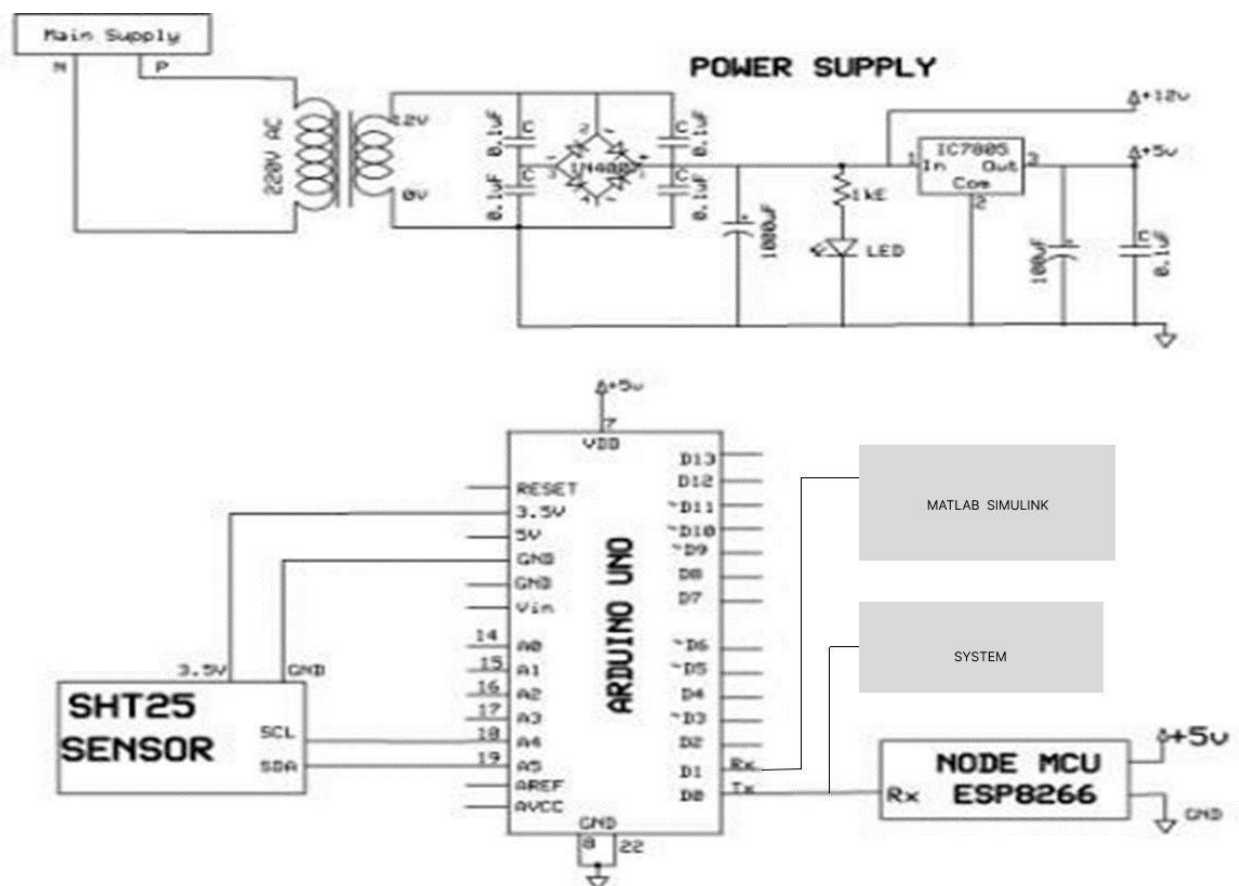 Main Supply
N
P
POWER SUPPLY
220V AC
12V
0V
0.1uF
C
0.1uF
C
C
0.1uF
C
0.1uF
2
1
3
4
1000uF
+
1kE
LED
+12v
IC7805
1
In
Out
3
Com
2
+5v
100uF
C
0.1uF
+5v
7
VDD
RESET
3.5V
5V
GND
GND
Vin
14
A0
15
A1
16
A2
17
A3
18
A4
19
A5
AREF
AVCC
ARDUINO UNO
D13
D12
~D11
~D10
~D9
D8
D7
~D6
~D5
D4
~D3
D2
D1
Rx
D0
Tx
GND
8
22
3.5V
GND
SHT25
SENSOR
SCL
SDA
MATLAB SIMULINK
SYSTEM
NODE MCU
ESP8266
Rx
+5v
GND